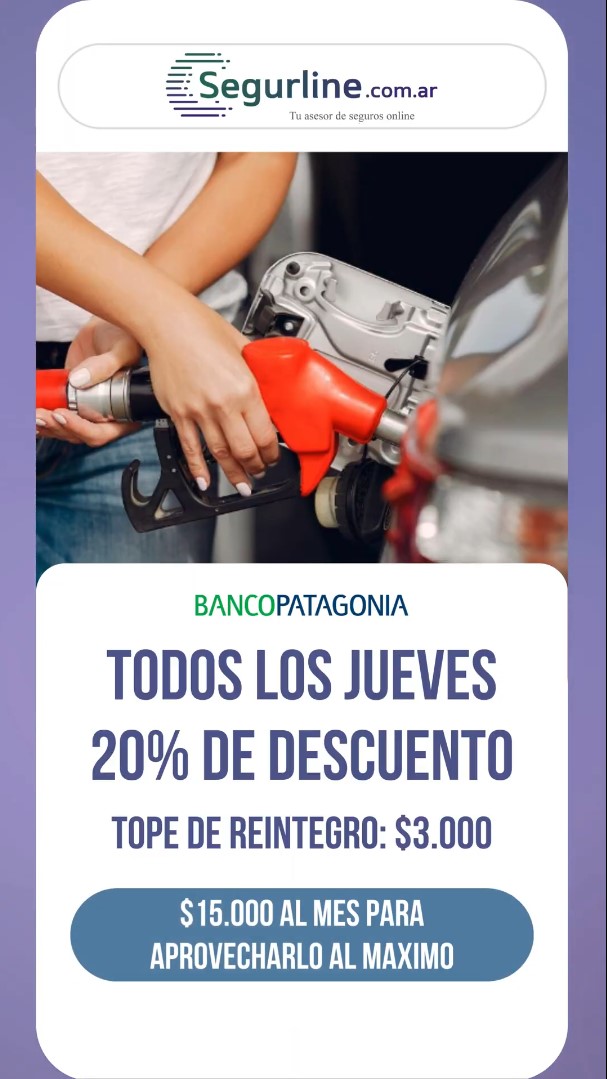 Segurline.com.ar
Tu asesor de seguros online
BANCOPATAGONIA
TODOS LOS JUEVES
20% DE DESCUENTO
TOPE DE REINTEGRO: $3.000
$15.000 AL MES PARA
APROVECHARLO AL MAXIMO